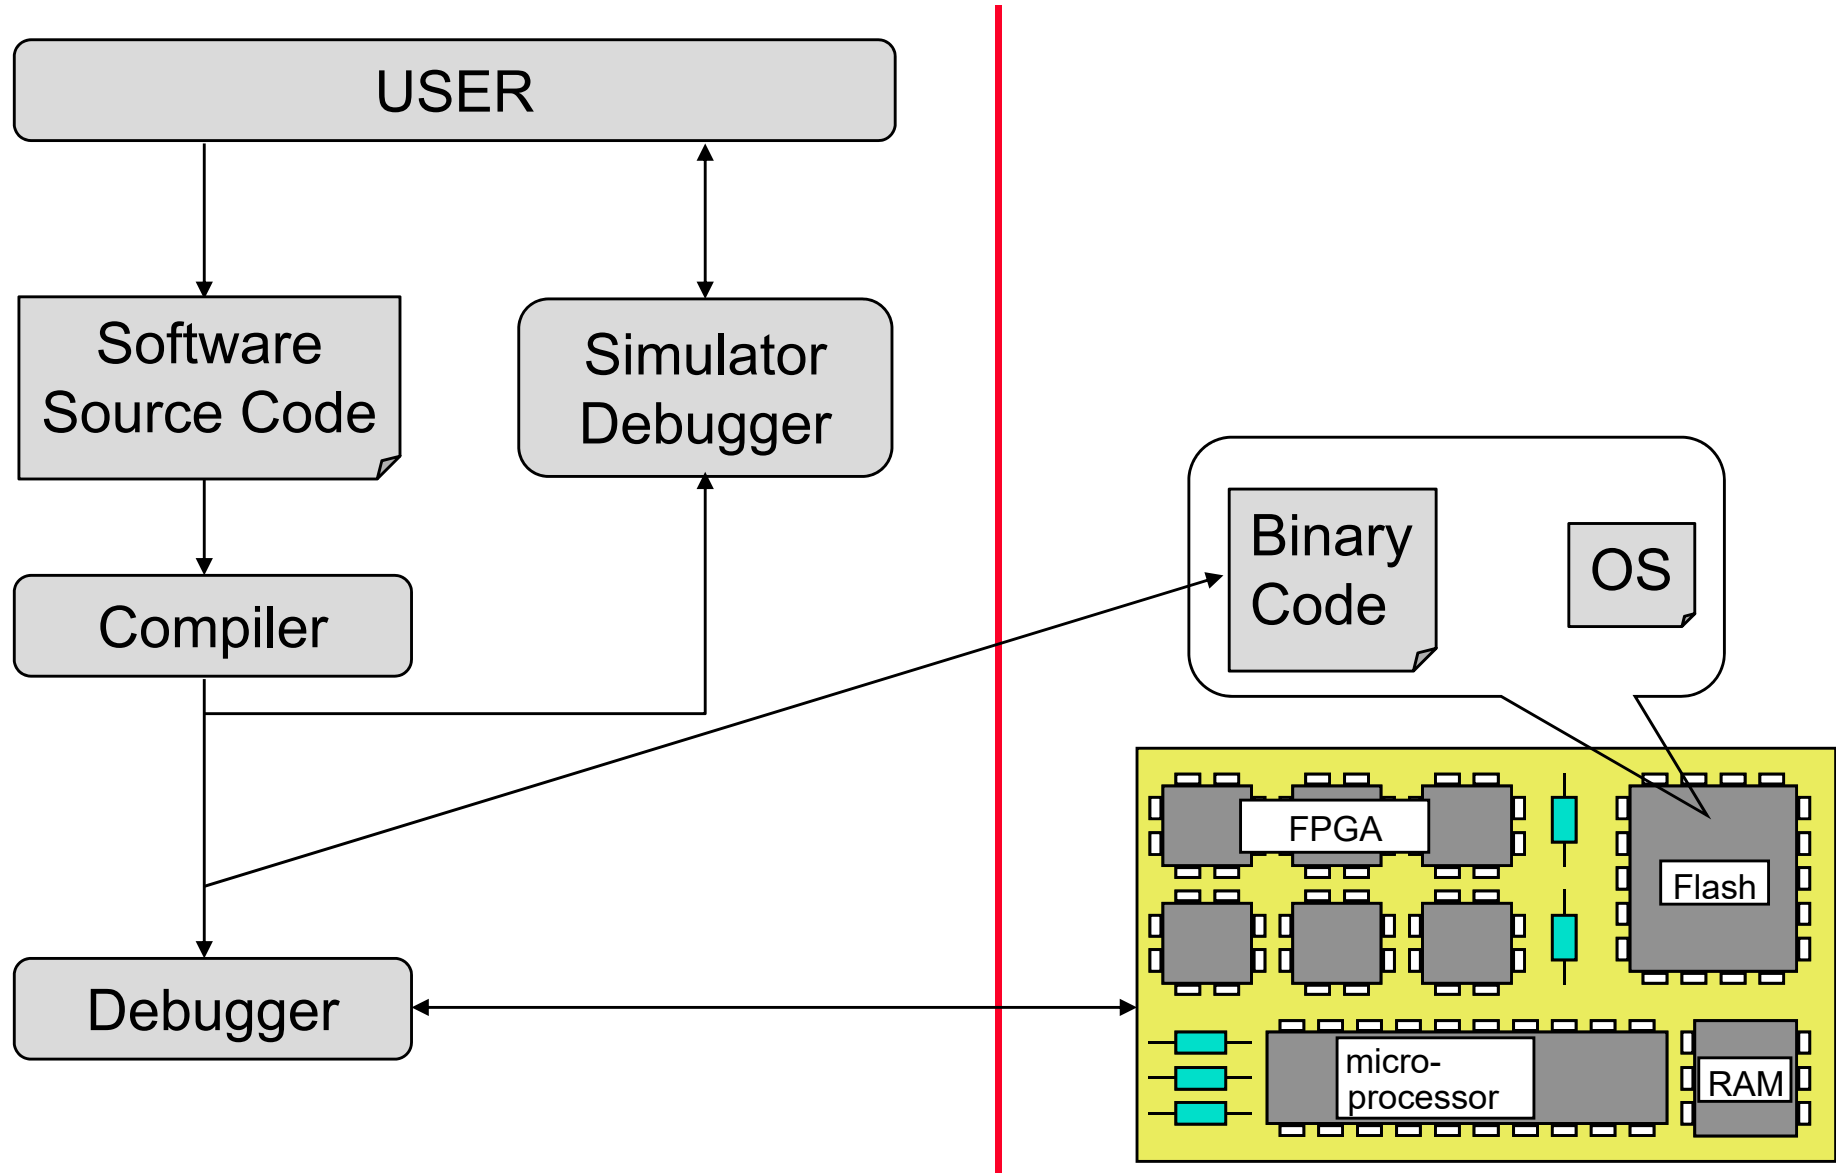 USER
Software
Source Code
Simulator
Debugger
Compiler
Debugger
Binary
Code
OS
FPGA
Flash
micro-
processor
RAM